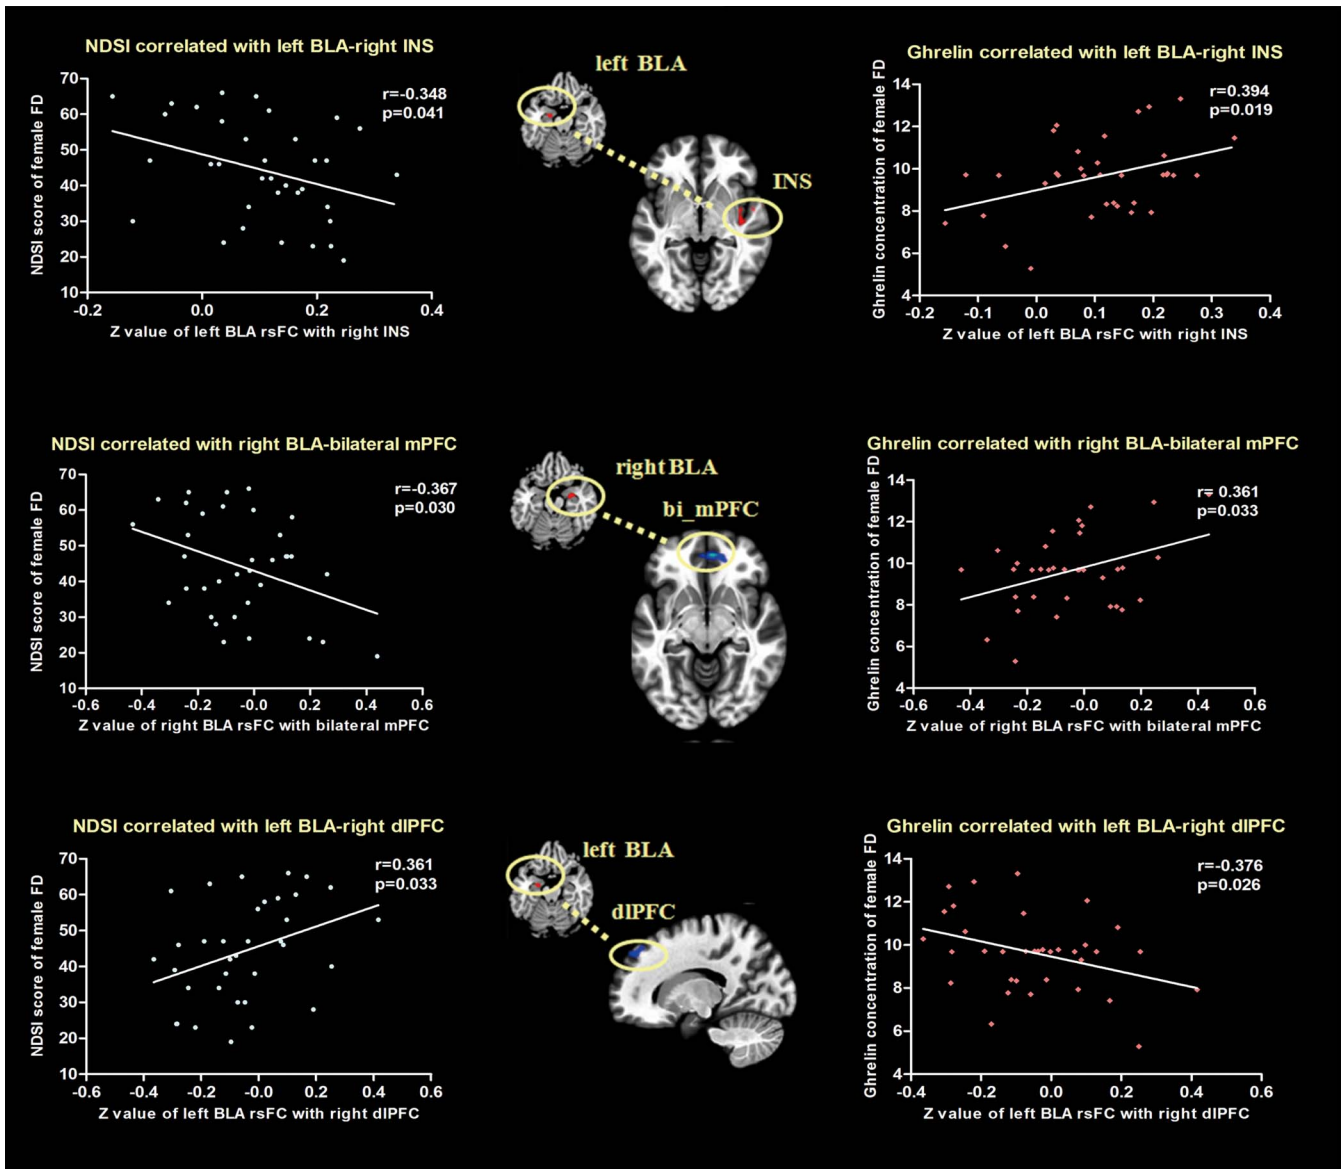 NDSI correlated with left BLA-right INS
r=-0.348
p=0.041
NDSI score of female FD
70
60
50
40
30
20
10
-0.2
0.0
0.2
0.4
Z value of left BLA rsFC with right INS
left BLA
INS
Ghrelin correlated with left BLA-right INS
r=0.394
p=0.019
Ghrelin concentration of female FD
14
12
10
8
6
4
-0.2
-0.1
0.0
0.1
0.2
0.3
0.4
Z value of left BLA rsFC with right INS
NDSI correlated with right BLA-bilateral mPFC
r=-0.367
p=0.030
NDSI score of female FD
70
60
50
40
30
20
10
-0.6
-0.4
-0.2
-0.0
0.2
0.4
0.6
Z value of right BLA rsFC with bilateral mPFC
right BLA
bi_mPFC
Ghrelin correlated with right BLA-bilateral mPFC
r= 0.361
p=0.033
Ghrelin concentration of female FD
14
12
10
8
6
4
-0.6
-0.4
-0.2
-0.0
0.2
0.4
0.6
Z value of right BLA rsFC with bilateral mPFC
NDSI correlated with left BLA-right dlPFC
r=0.361
p=0.033
NDSI score of female FD
70
60
50
40
30
20
10
-0.6
-0.4
-0.2
-0.0
0.2
0.4
0.6
Z value of left BLA rsFC with right dlPFC
left BLA
dlPFC
Ghrelin correlated with left BLA-right dlPFC
r=-0.376
p=0.026
Ghrelin concentration of female FD
14
12
10
8
6
4
-0.4
-0.2
0.0
0.2
0.4
0.6
Z value of left BLA rsFC with right dlPFC